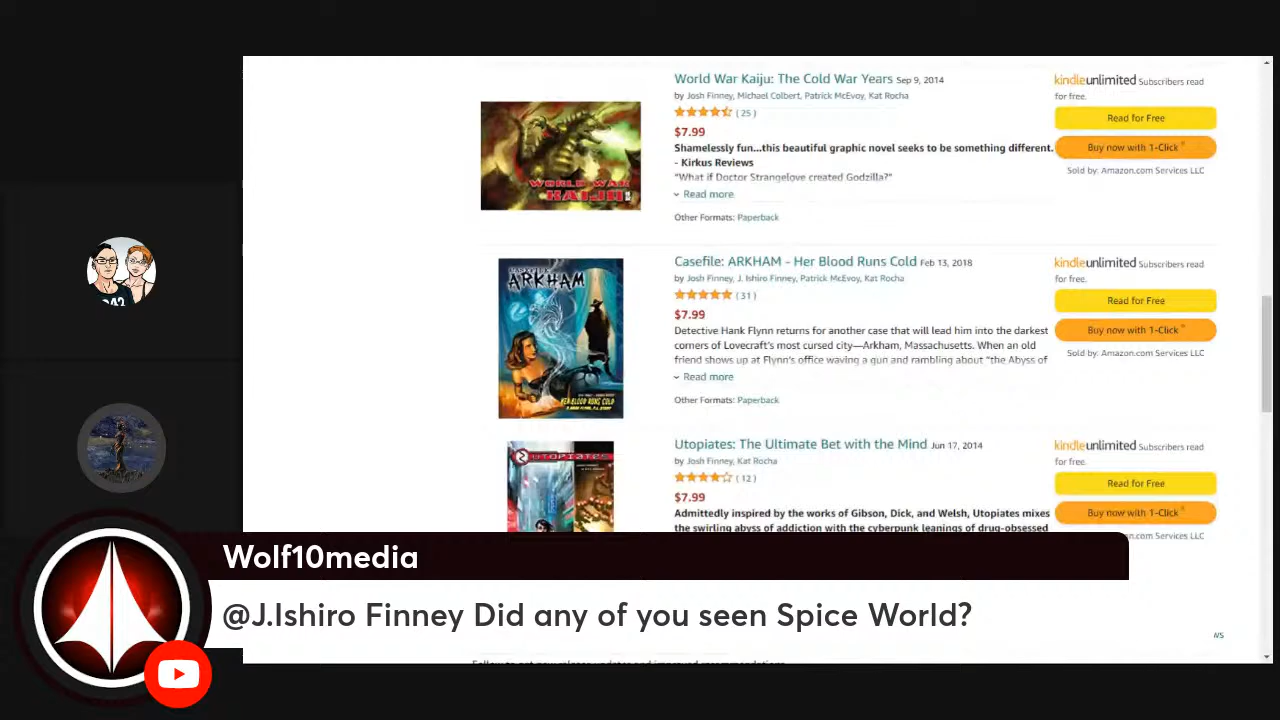 World War Kaiju: The Cold War Years Sep 9, 2014
by Josh Finney, Michael Colbert, Patrick McEvoy, Kat Rocha
( 25 )
$7.99
Shamelessly fun...this beautiful graphic novel seeks to be something different.
- Kirkus Reviews
“What if Doctor Strangelove created Godzilla?”
Read more
Other Formats: Paperback
kindleunlimited Subscribers read
for free.
Read for Free
Buy now with 1-Click®
Sold by: Amazon.com Services LLC
WORLD WAR
KAIJU
Casefile: ARKHAM - Her Blood Runs Cold Feb 13, 2018
by Josh Finney, J. Ishiro Finney, Patrick McEvoy, Kat Rocha
( 31 )
$7.99
Detective Hank Flynn returns for another case that will lead him into the darkest
corners of Lovecraft's most cursed city—Arkham, Massachusetts. When an old
friend shows up at Flynn's office waving a gun and rambling about “the Abyss of
Read more
Other Formats: Paperback
kindleunlimited Subscribers read
for free.
Read for Free
Buy now with 1-Click®
Sold by: Amazon.com Services LLC
CASEFILE:
ARKHAM
HER BLOOD RUNS COLD
Utopiates: The Ultimate Bet with the Mind Jun 17, 2014
by Josh Finney, Kat Rocha
( 12 )
$7.99
Admittedly inspired by the works of Gibson, Dick, and Welsh, Utopiates mixes
the swirling abyss of addiction with the cyberpunk leanings of drug-obsessed
kindleunlimited Subscribers read
for free.
Read for Free
Buy now with 1-Click®
Amazon.com Services LLC
UTOPIATES
Wolf10media
@J.Ishiro Finney Did any of you seen Spice World?
ws